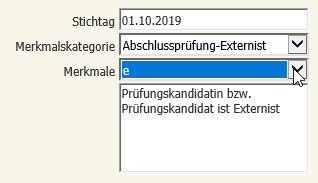 Stichtag 01.10.2019
Merkmalskategorie Abschlussprüfung-Externist
Merkmale e
Prüfungskandidatin bzw.
Prüfungskandidat ist Externist